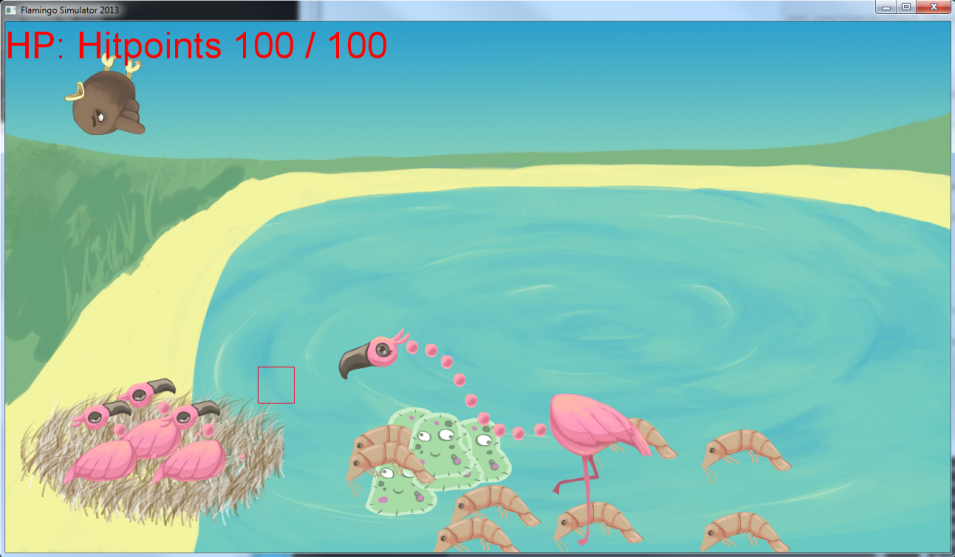 Flamingo Simulator 2013
HP: Hitpoints 100 / 100